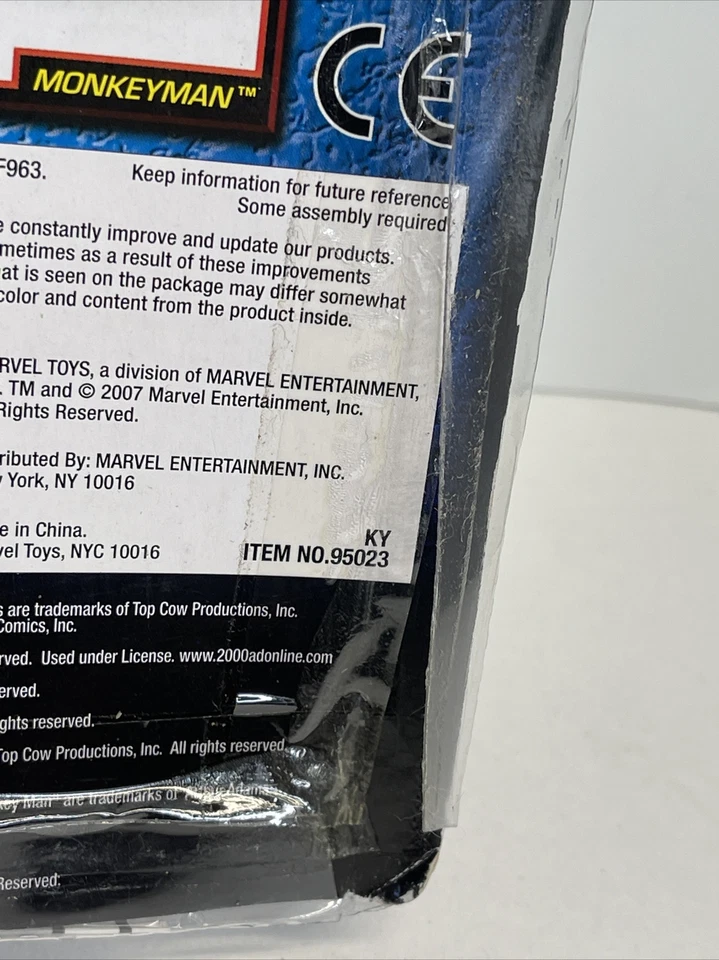 MONKEYMAN™
CE
F963.
Keep information for future reference
Some assembly required
e constantly improve and update our products.
metimes as a result of these improvements
at is seen on the package may differ somewhat
color and content from the product inside.
RVEL TOYS, a division of MARVEL ENTERTAINMENT,
. TM and © 2007 Marvel Entertainment, Inc.
Rights Reserved.
ributed By: MARVEL ENTERTAINMENT, INC.
York, NY 10016
e in China.
vel Toys, NYC 10016
KY
ITEM NO.95023
s are trademarks of Top Cow Productions, Inc.
Comics, Inc.
rved. Used under License. www.2000adonline.com
erved.
ghts reserved.
Top Cow Productions, Inc. All rights reserved.
key Man" are trademarks of
Reserved.